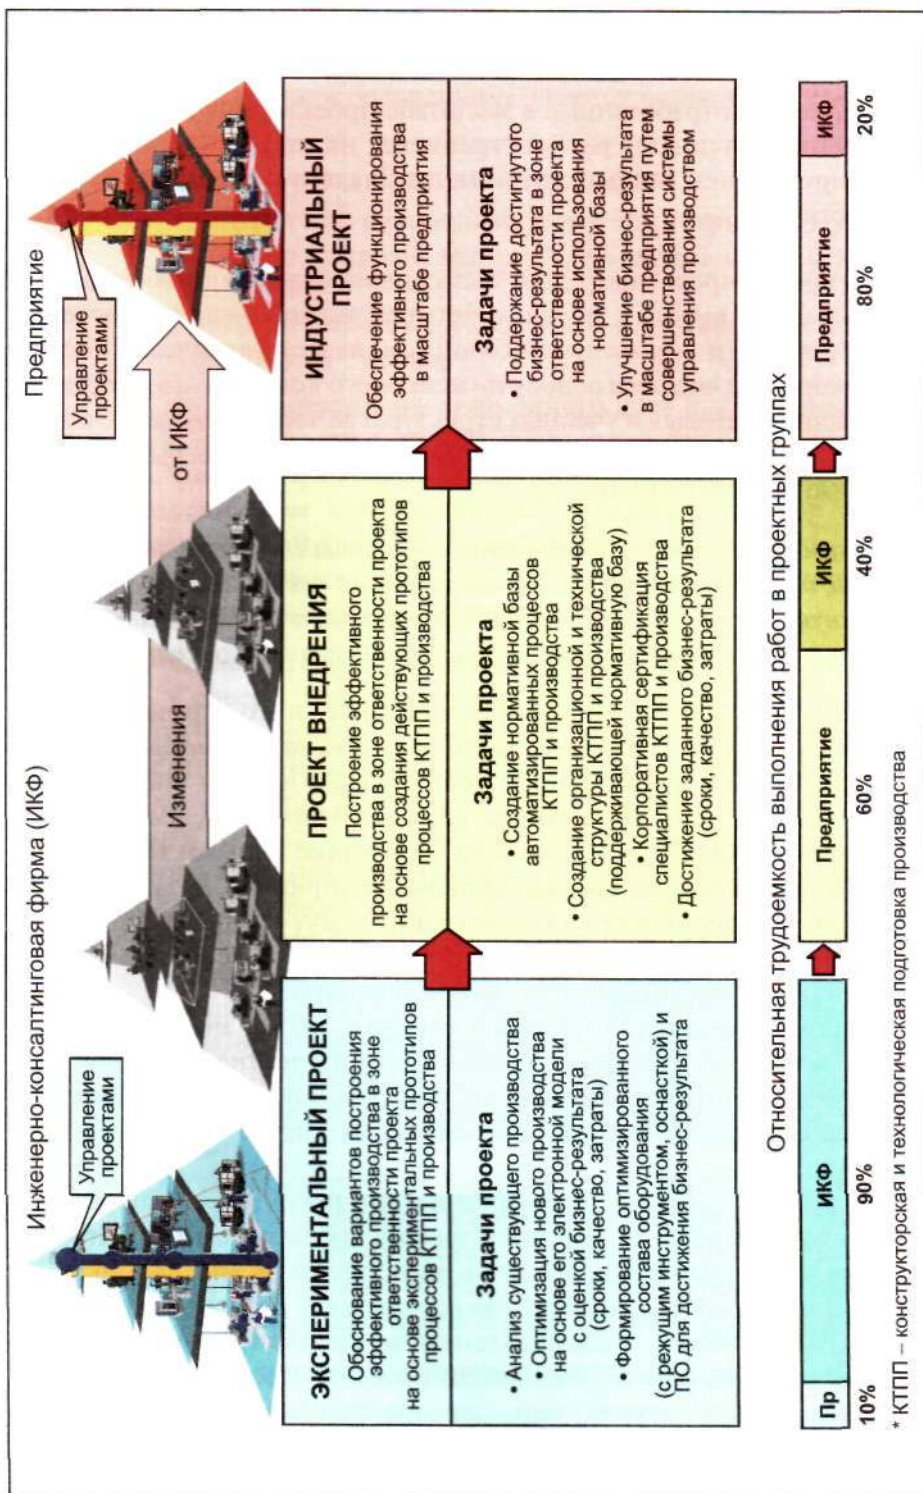 Инженерно-консалтинговая фирма (ИКФ)
Предприятие
Управление
проектами
Изменения
от ИКФ
Управление
проектами
ЭКСПЕРИМЕНТАЛЬНЫЙ ПРОЕКТ
Обоснование вариантов построения
эффективного производства в зоне
ответственности проекта
на основе экспериментальных прототипов
процессов КТПП и производства
Задачи проекта
• Анализ существующего производства
• Оптимизация нового производства
на основе его электронной модели
с оценкой бизнес-результата
(сроки, качество, затраты)
• Формирование оптимизированного
состава оборудования
(с режущим инструментом, оснасткой) и
ПО для достижения бизнес-результата
ПРОЕКТ ВНЕДРЕНИЯ
Построение эффективного
производства в зоне ответственности проекта
на основе создания действующих прототипов
процессов КТПП и производства
Задачи проекта
• Создание нормативной базы
автоматизированных процессов
КТПП и производства
• Создание организационной и технической
структуры КТПП и производства
(поддерживающей нормативную базу)
• Корпоративная сертификация
специалистов КТПП и производства
• Достижение заданного бизнес-результата
(сроки, качество, затраты)
ИНДУСТРИАЛЬНЫЙ
ПРОЕКТ
Обеспечение функционирования
эффективного производства
в масштабе предприятия
Задачи проекта
• Поддержание достигнутого
бизнес-результата в зоне
ответственности проекта
на основе использования
нормативной базы
• Улучшение бизнес-результата
в масштабе предприятия путем
совершенствования системы
управления производством
Относительная трудоемкость выполнения работ в проектных группах
Пр
ИКФ
Предприятие
ИКФ
Предприятие
ИКФ
10%
90%
60%
40%
80%
20%
* КТПП – конструкторская и технологическая подготовка производства